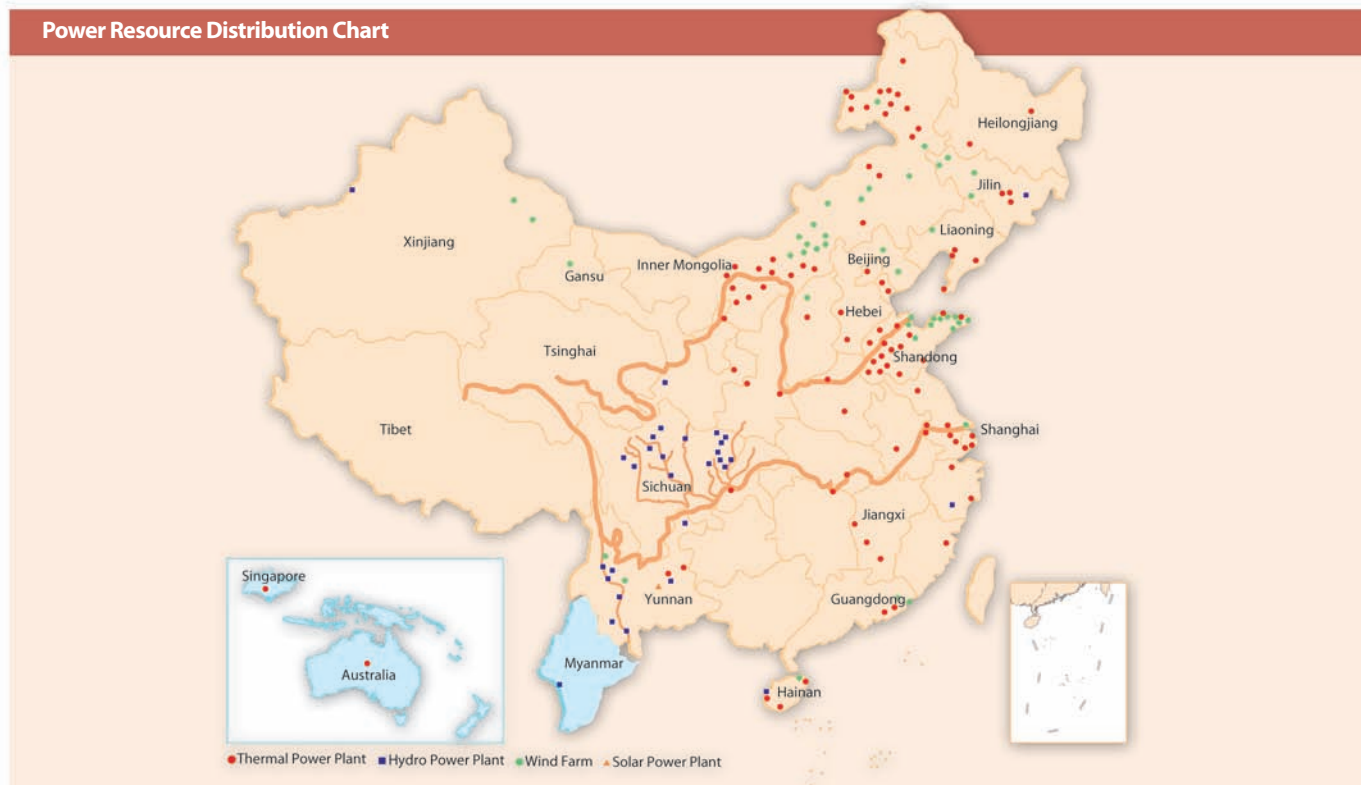 Power Resource Distribution Chart
Heilongjiang
Jilin
Liaoning
Xinjiang
Beijing
Inner Mongolia
Gansu
Hebei
Tsinghai
Shandong
Tibet
Shanghai
Sichuan
Jiangxi
Singapore
Yunnan
Guangdong
Myanmar
Australia
Hainan
Thermal Power Plant Hydro Power Plant Wind Farm Solar Power Plant